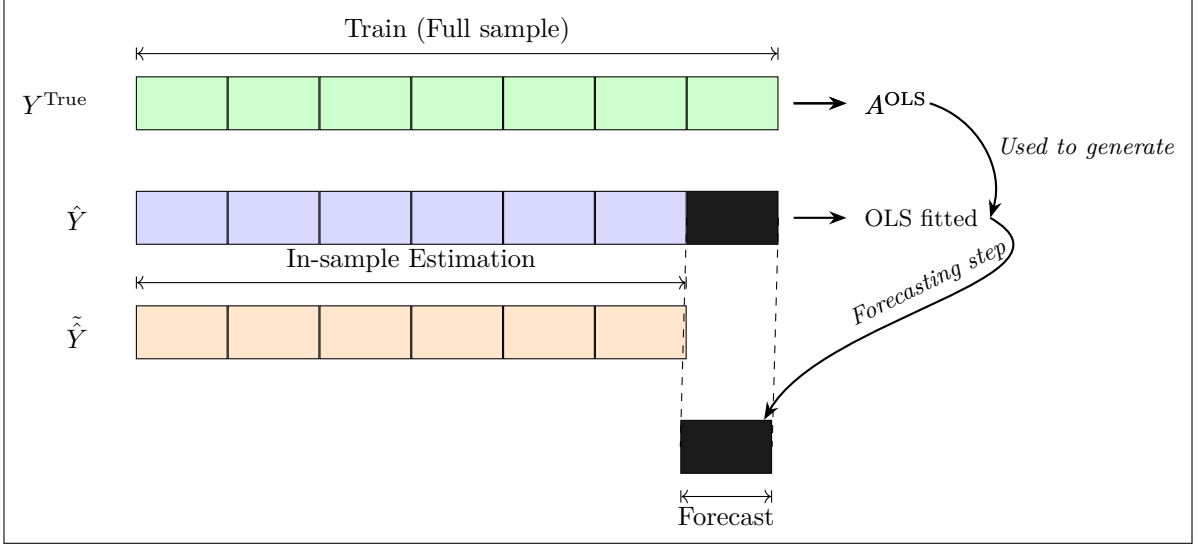 Train (Full sample)
Y^True
A^OLS
Used to generate
Ŷ
OLS fitted
In-sample Estimation
Forecasting step
Ŷ̃
Forecast